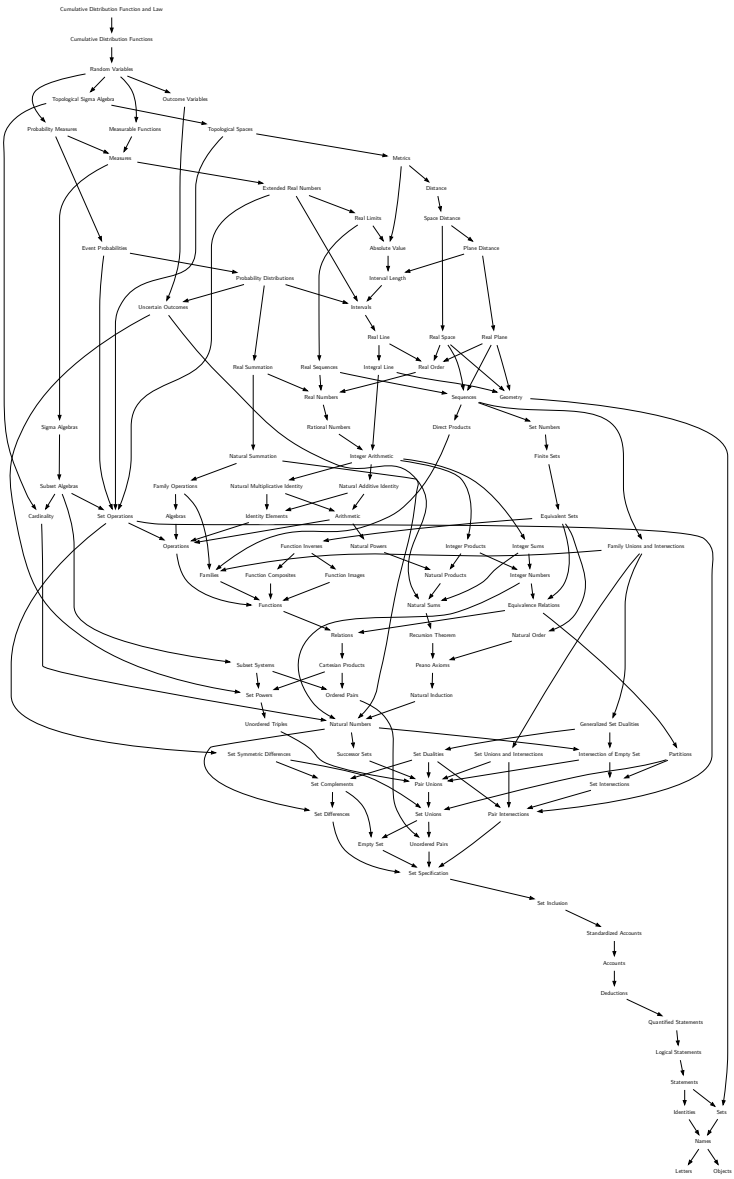 Cumulative Distribution Function and Law
Cumulative Distribution Functions
Random Variables
Topological Sigma Algebra
Outcome Variables
Probability Measures
Measurable Functions
Topological Spaces
Measures
Metrics
Extended Real Numbers
Distance
Real Limits
Space Distance
Event Probabilities
Absolute Value
Plane Distance
Probability Distributions
Interval Length
Uncertain Outcomes
Intervals
Real Line
Real Space
Real Plane
Real Summation
Real Sequences
Integral Line
Real Order
Real Numbers
Sequences
Geometry
Sigma Algebras
Rational Numbers
Direct Products
Set Numbers
Natural Summation
Integer Arithmetic
Finite Sets
Subset Algebras
Family Operations
Natural Multiplicative Identity
Natural Additive Identity
Cardinality
Set Operations
Algebras
Identity Elements
Arithmetic
Equivalent Sets
Operations
Function Inverses
Natural Powers
Integer Products
Integer Sums
Family Unions and Intersections
Families
Function Composites
Function Images
Natural Products
Integer Numbers
Functions
Natural Sums
Equivalence Relations
Relations
Recursion Theorem
Natural Order
Subset Systems
Cartesian Products
Peano Axioms
Set Powers
Ordered Pairs
Natural Induction
Unordered Triples
Natural Numbers
Generalized Set Dualities
Set Symmetric Differences
Successor Sets
Set Dualities
Set Unions and Intersections
Intersection of Empty Set
Partitions
Set Complements
Pair Unions
Set Intersections
Set Differences
Set Unions
Pair Intersections
Empty Set
Unordered Pairs
Set Specification
Set Inclusion
Standardized Accounts
Accounts
Deductions
Quantified Statements
Logical Statements
Statements
Identities
Sets
Names
Letters
Objects